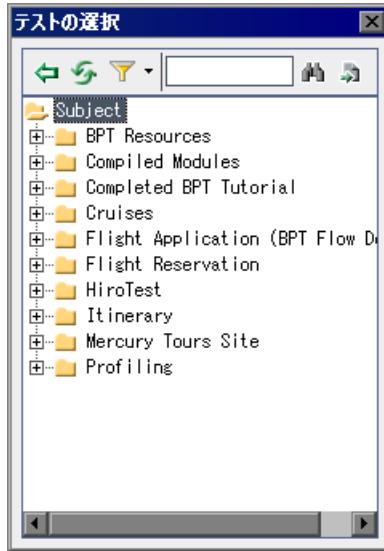 テストの選択
Subject
BPT Resources
Compiled Modules
Completed BPT Tutorial
Cruises
Flight Application (BPT Flow
Flight Reservation
HiroTest
Itinerary
Mercury Tours Site
Profiling